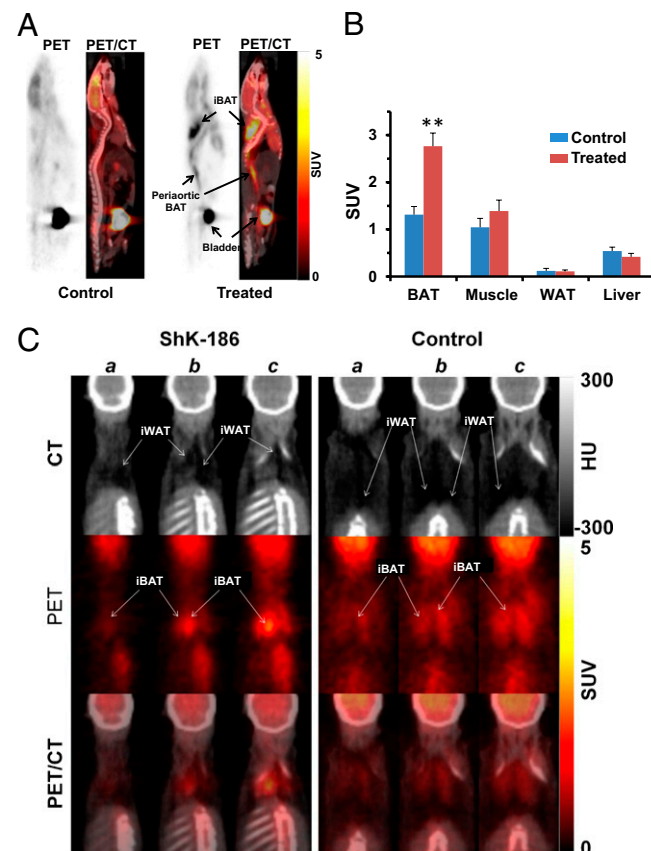 A
PET PET/CT
PET PET/CT
5
iBAT
SUV
Periaortic
BAT
Bladder
0
Control
Treated
B
**
3
2
1
0
SUV
Control
Treated
BAT Muscle WAT Liver
C
ShK-186
Control
a b c
a b c
300
CT
iWAT iWAT
iWAT iWAT
HU
-300
5
PET
iBAT iBAT
iBAT iBAT
SUV
PET/CT
0